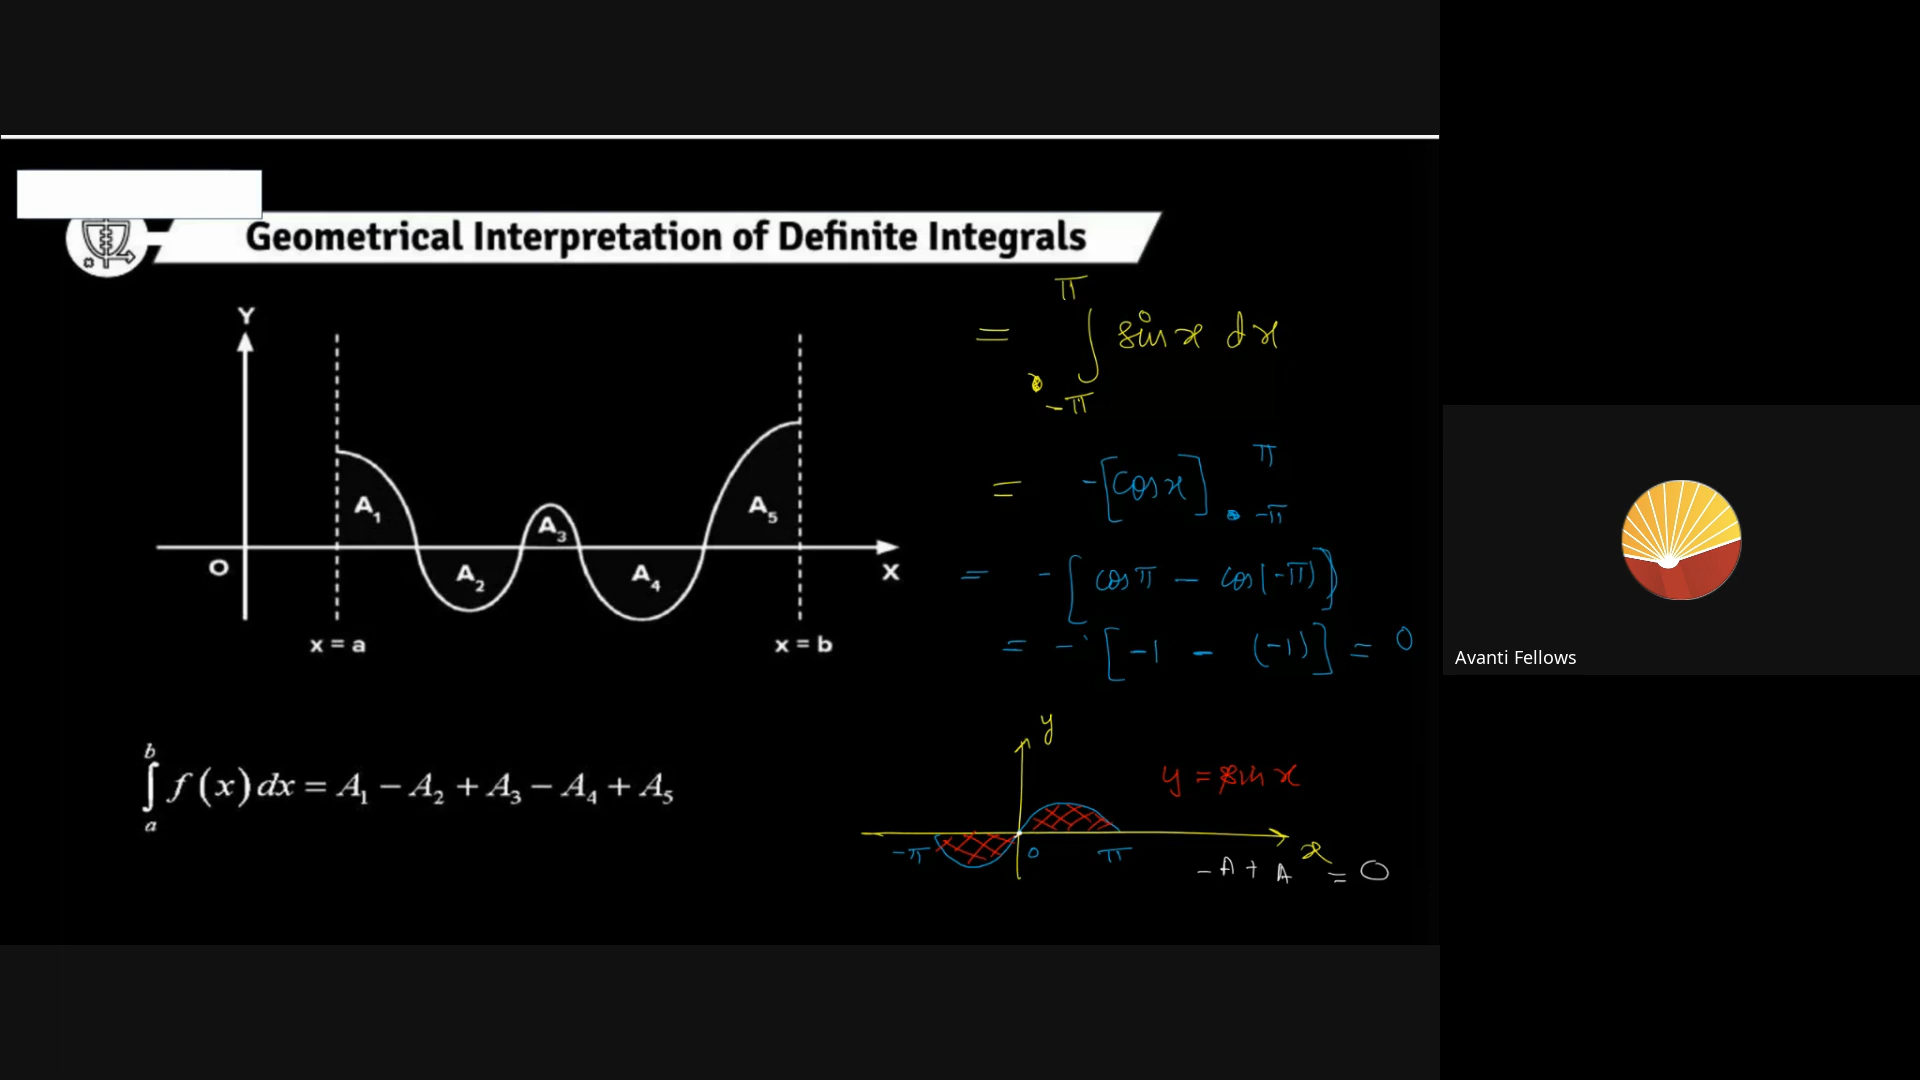 Geometrical Interpretation of Definite Integrals
Y
A₁
A₂
A₃
A₄
A₅
O
X
x = a
x = b
∫ₐᵇ f(x) dx = A₁ − A₂ + A₃ − A₄ + A₅
= ∫_{-π}^{π} sin x dx
= -[cos x]_{-π}^{π}
= -[cos π - cos(-π)]
= -[-1 - (-1)] = 0
y
y = sin x
-π 0 π x
-A + A = 0
Avanti Fellows